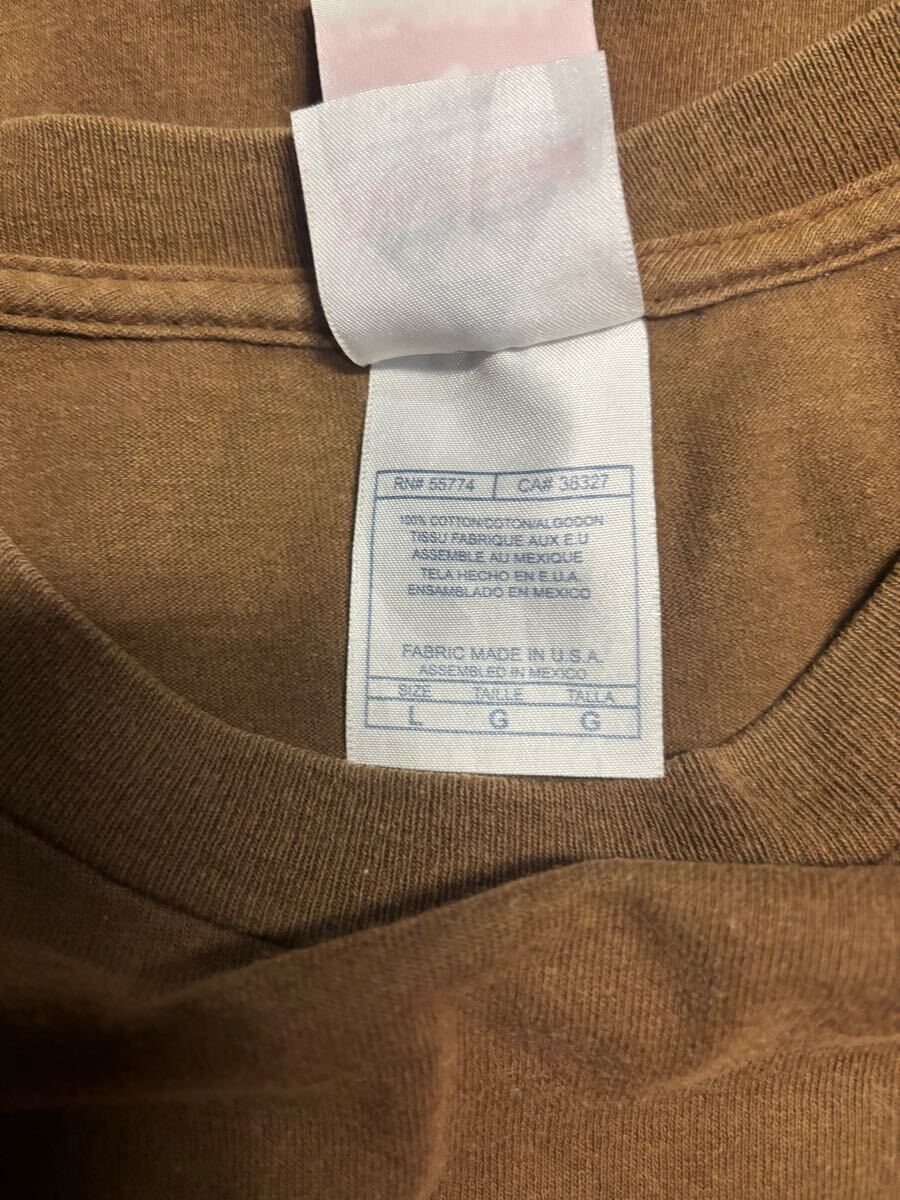 RN# 55774 CA# 36327
100% COTTON/COTON/ALGODON
TISSU FABRIQUE AUX E.U
ASSEMBLE AU MEXIQUE
TELA HECHO EN E.U.A.
ENSAMBLADO EN MEXICO
FABRIC MADE IN U.S.A.
ASSEMBLED IN MEXICO
SIZE TAILLE TALLA
L G G